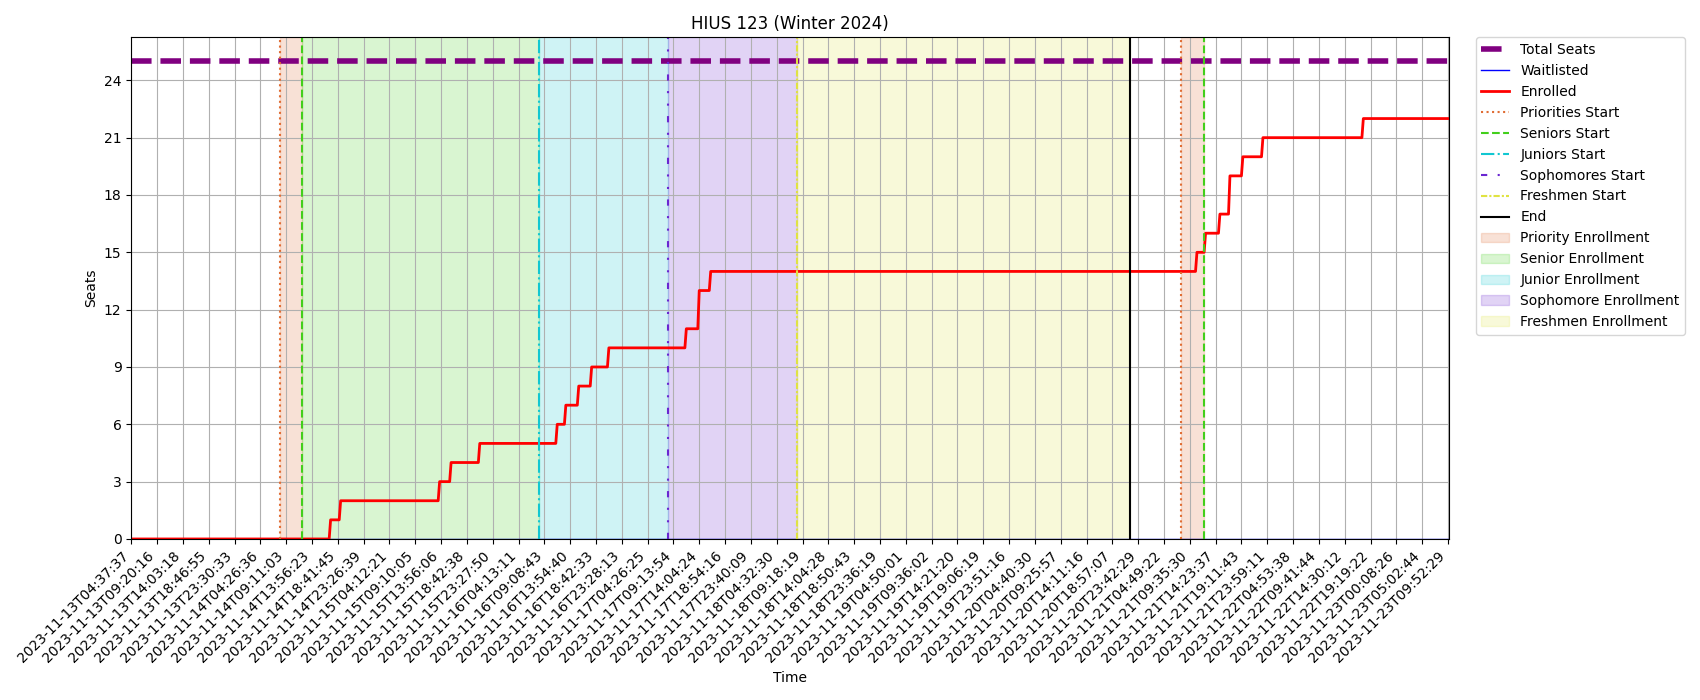 HIUS 123 (Winter 2024)
Seats
24
21
18
15
12
9
6
3
0
2023-11-13T04:37:37
2023-11-13T09:20:16
2023-11-13T14:03:18
2023-11-13T18:46:55
2023-11-13T23:30:33
2023-11-14T04:26:36
2023-11-14T09:11:03
2023-11-14T13:56:23
2023-11-14T18:41:45
2023-11-14T23:26:39
2023-11-15T04:12:21
2023-11-15T09:10:05
2023-11-15T13:56:06
2023-11-15T18:42:38
2023-11-15T23:27:50
2023-11-16T04:13:11
2023-11-16T09:08:43
2023-11-16T13:54:40
2023-11-16T18:42:33
2023-11-16T23:28:13
2023-11-17T04:26:25
2023-11-17T09:13:54
2023-11-17T14:04:24
2023-11-17T18:54:16
2023-11-17T23:40:09
2023-11-18T04:32:30
2023-11-18T09:18:19
2023-11-18T14:04:28
2023-11-18T18:50:43
2023-11-18T23:36:19
2023-11-19T04:50:01
2023-11-19T09:36:02
2023-11-19T14:21:20
2023-11-19T19:06:19
2023-11-19T23:51:16
2023-11-20T04:40:30
2023-11-20T09:25:57
2023-11-20T14:11:16
2023-11-20T18:57:07
2023-11-20T23:42:29
2023-11-21T04:49:22
2023-11-21T09:35:30
2023-11-21T14:23:37
2023-11-21T19:11:43
2023-11-21T23:59:11
2023-11-22T04:53:38
2023-11-22T09:41:44
2023-11-22T14:30:12
2023-11-22T19:19:22
2023-11-23T00:08:26
2023-11-23T05:02:44
2023-11-23T09:52:29
Time
Total Seats
Waitlisted
Enrolled
Priorities Start
Seniors Start
Juniors Start
Sophomores Start
Freshmen Start
End
Priority Enrollment
Senior Enrollment
Junior Enrollment
Sophomore Enrollment
Freshmen Enrollment